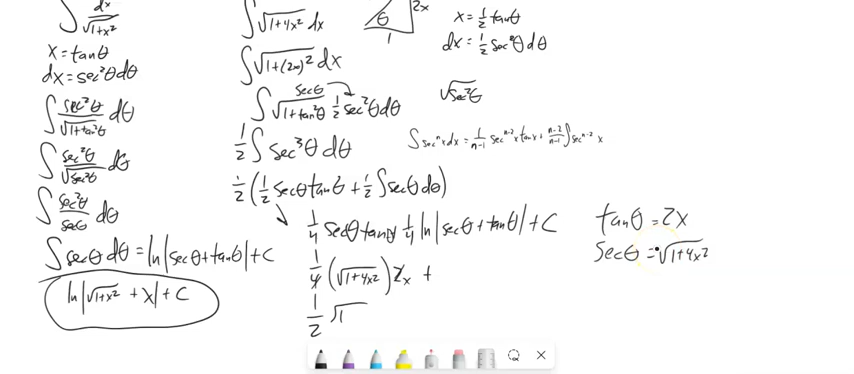 ∫ dx/√(1+x²)
x = tanθ
dx = sec²θ dθ
∫ sec²θ/√(1+tan²θ) dθ
∫ sec²θ/√(sec²θ) dθ
∫ sec²θ/secθ dθ
∫ secθ dθ = ln|secθ + tanθ| + C
ln|√(1+x²) + x| + C
∫ √(1+4x²) dx
∫ √(1+(2x)²) dx
secθ
∫ √(1+tan²θ) 1/2 sec²θ dθ
1/2 ∫ sec³θ dθ
1/2 (1/2 secθ tanθ + 1/2 ∫ secθ dθ)
1/4 secθ tanθ + 1/4 ln|secθ + tanθ| + C
1/4 (√(1+4x²)) 2x +
1/2 √1
θ
2x
1
x = 1/2 tanθ
dx = 1/2 sec²θ dθ
√(sec²θ)
∫ secⁿx dx = 1/(n-1) secⁿ⁻²x tanx + (n-2)/(n-1) ∫ secⁿ⁻² x
tanθ = 2x
secθ = √(1+4x²)